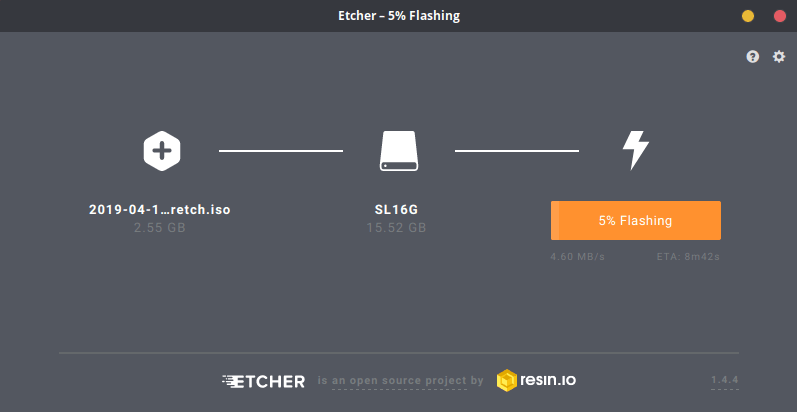 Etcher – 5% Flashing
2019-04-1...retch.iso
2.55 GB
SL16G
15.52 GB
5% Flashing
4.60 MB/s
ETA: 8m42s
ETCHER is an open source project by resin.io 1.4.4